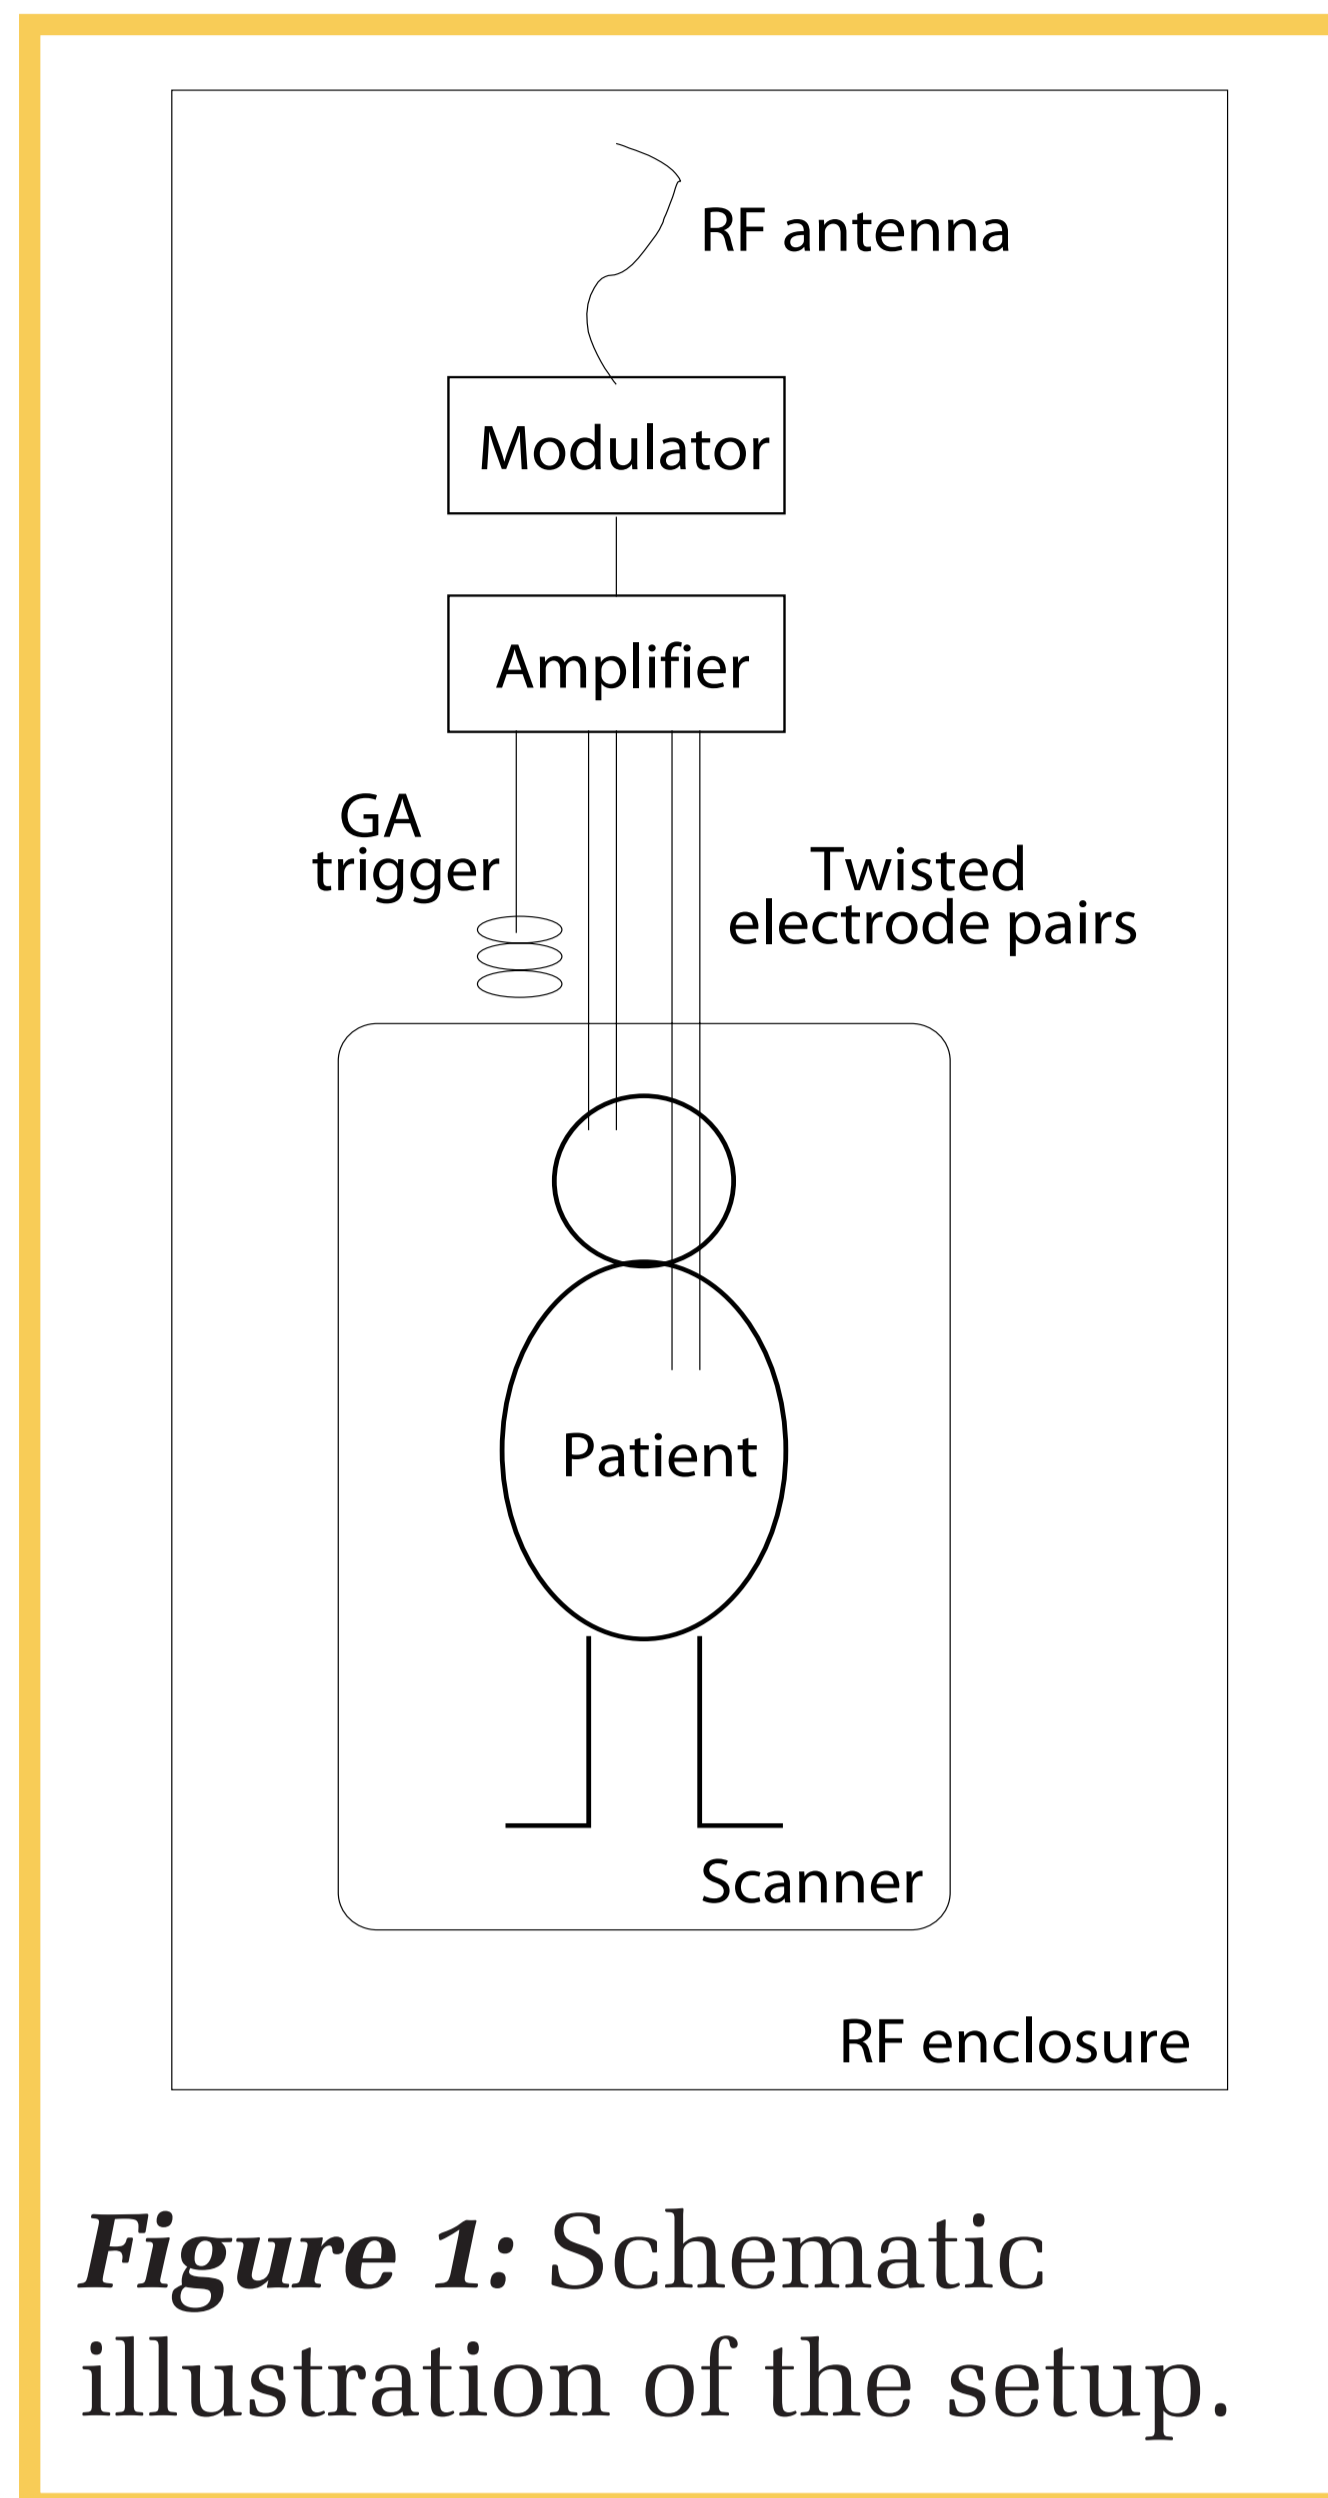 RF antenna
Modulator
Amplifier
GA
trigger
Twisted
electrode pairs
Patient
Scanner
RF enclosure
Figure 1. Schematic
illustration of the setup.